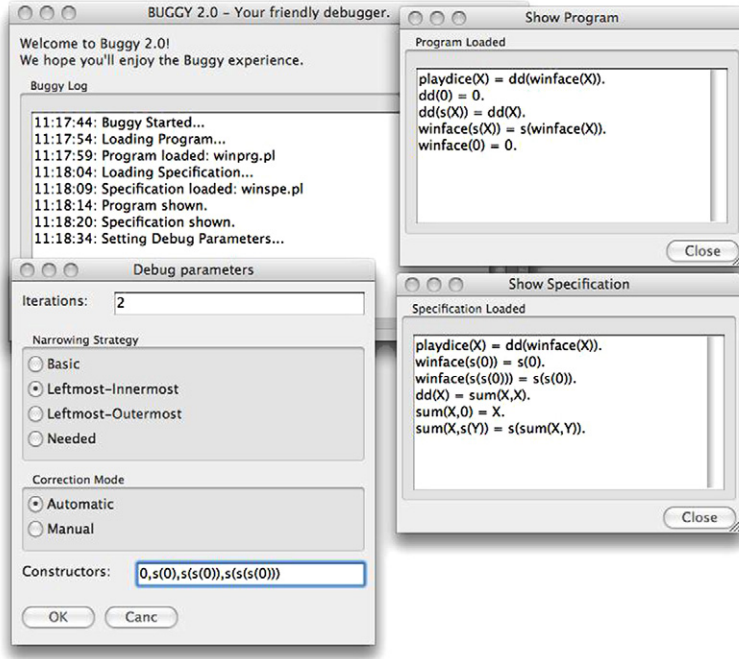 BUGGY 2.0 – Your friendly debugger.
Welcome to Buggy 2.0!
We hope you'll enjoy the Buggy experience.
Buggy Log
11:17:44: Buggy Started...
11:17:54: Loading Program...
11:17:59: Program loaded: winprg.pl
11:18:04: Loading Specification...
11:18:09: Specification loaded: winspe.pl
11:18:14: Program shown.
11:18:20: Specification shown.
11:18:34: Setting Debug Parameters...
Show Program
Program Loaded
playdice(X) = dd(winface(X)).
dd(0) = 0.
dd(s(X)) = dd(X).
winface(s(X)) = s(winface(X)).
winface(0) = 0.
Close
Debug parameters
Iterations: 2
Narrowing Strategy
Basic
Leftmost-Innermost
Leftmost-Outermost
Needed
Correction Mode
Automatic
Manual
Constructors: 0,s(0),s(s(0)),s(s(s(0)))
OK Canc
Show Specification
Specification Loaded
playdice(X) = dd(winface(X)).
winface(s(0)) = s(0).
winface(s(s(0))) = s(s(0)).
dd(X) = sum(X,X).
sum(X,0) = X.
sum(X,s(Y)) = s(sum(X,Y)).
Close